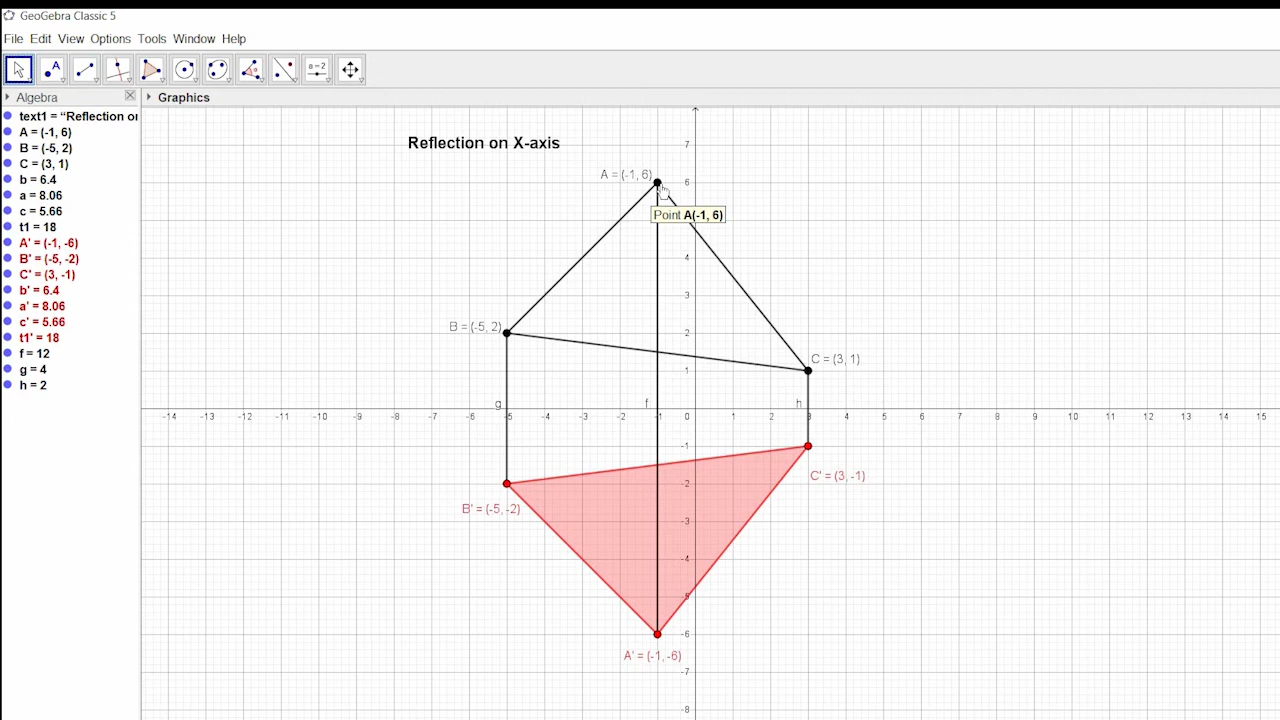 GeoGebra Classic 5
File Edit View Options Tools Window Help
A a=2
Algebra
Graphics
text1 = “Reflection or
A = (-1, 6)
B = (-5, 2)
C = (3, 1)
b = 6.4
a = 8.06
c = 5.66
t1 = 18
A' = (-1, -6)
B' = (-5, -2)
C' = (3, -1)
b' = 6.4
a' = 8.06
c' = 5.66
t1' = 18
f = 12
g = 4
h = 2
Reflection on X-axis
7
A = (-1, 6)
6
Point A(-1, 6)
4
3
B = (-5, 2)
2
C = (3, 1)
1
g f h
-14 -13 -12 -11 -10 -9 -8 -7 -6 -5 -4 -3 -2 -1 0 1 2 3 4 5 6 7 8 9 10 11 12 13 14 15
-1
C' = (3, -1)
-2
B' = (-5, -2)
-3
-4
-5
-6
A' = (-1, -6)
-7
-8